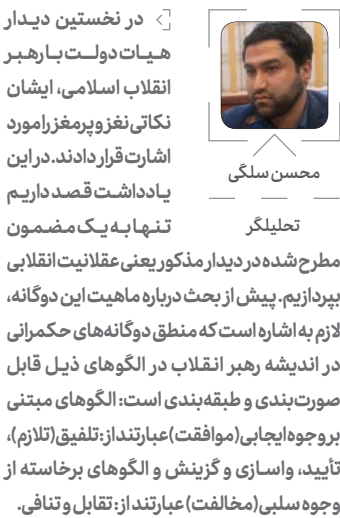 در نخستین دیدار
هیات دولت با رهبر
انقلاب اسلامی، ایشان
نکاتی نغز و پرمغز را مورد
اشارت قرار دادند. در این
یادداشت قصد داریم
تنها به یک مضمون
محسن سلگی
تحلیلگر
مطرح شده در دیدار مذکور یعنی عقلانیت انقلابی
بپردازیم. پیش از بحث درباره ماهیت این دوگانه،
لازم به اشاره است که منطق دوگانه‌های حکمرانی
در اندیشه رهبر انقلاب در الگوهای ذیل قابل
صورت‌بندی و طبقه‌بندی است: الگوهای مبتنی
بر وجوه ایجابی (موافقت) عبارتند از: تلفیق (تلازم)،
تأیید، واسازی و گزینش و الگوهای برخاسته از
وجوه سلبی (مخالفت) عبارتند از: تقابل و تنافی.